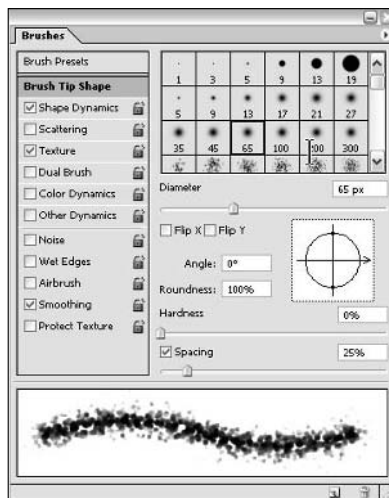 Brushes
Brush Presets
Brush Tip Shape
Shape Dynamics
Scattering
Texture
Dual Brush
Color Dynamics
Other Dynamics
Noise
Wet Edges
Airbrush
Smoothing
Protect Texture
1 3 5 9 13 19
5 9 13 17 21 27
35 45 65 100 200 300
Diameter 65 px
Flip X Flip Y
Angle: 0°
Roundness: 100%
Hardness 0%
Spacing 25%